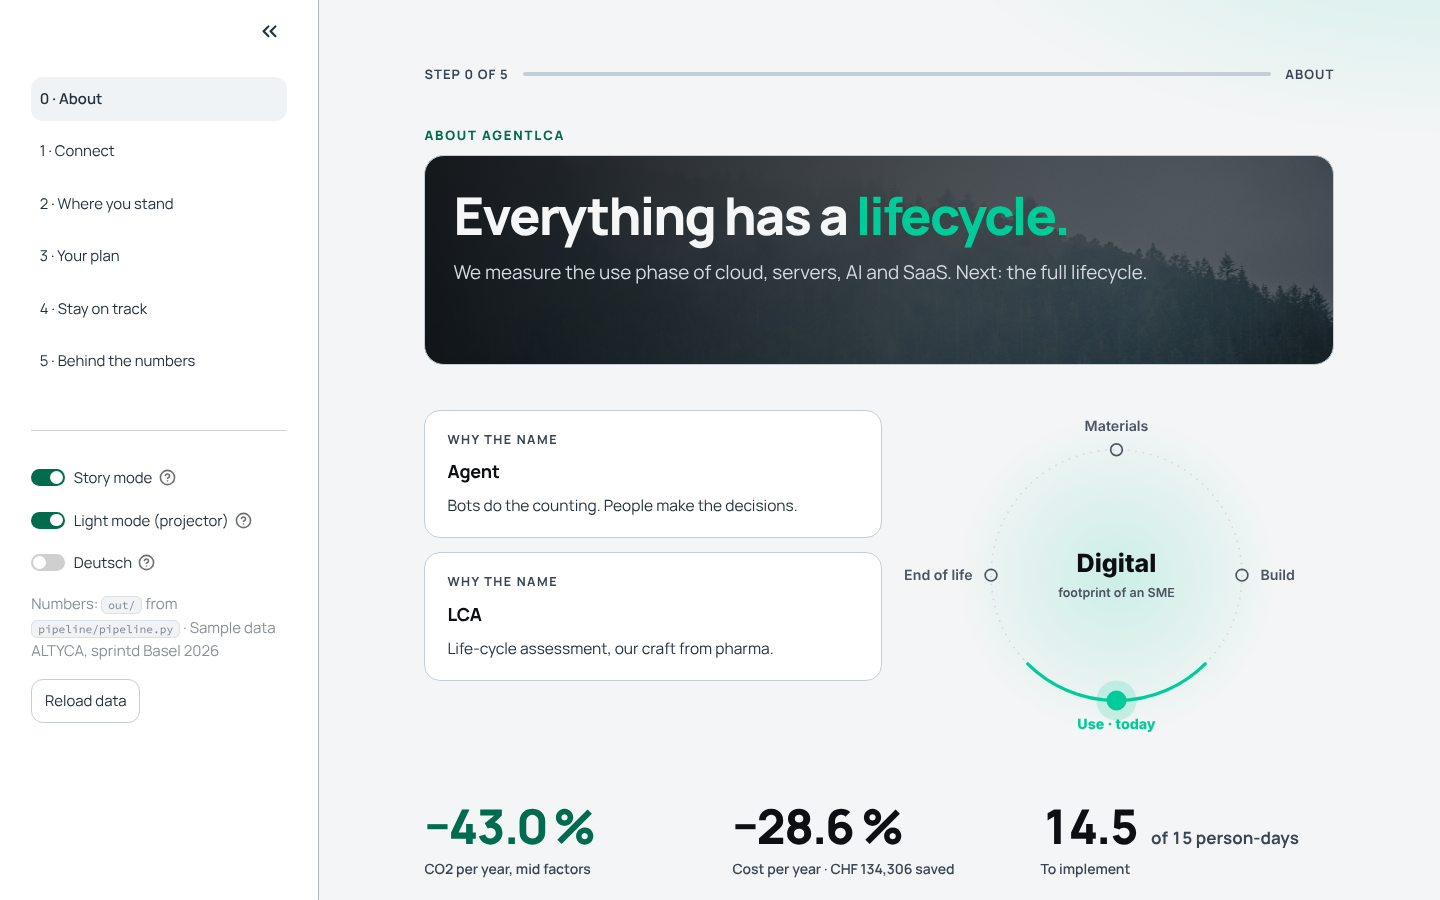 0 · About
1 · Connect
2 · Where you stand
3 · Your plan
4 · Stay on track
5 · Behind the numbers
Story mode
Light mode (projector)
Deutsch
Numbers: out/ from
pipeline/pipeline.py · Sample data
ALTYCA, sprintd Basel 2026
Reload data
STEP 0 OF 5
ABOUT
ABOUT AGENTLCA
Everything has a lifecycle.
We measure the use phase of cloud, servers, AI and SaaS. Next: the full lifecycle.
WHY THE NAME
Agent
Bots do the counting. People make the decisions.
WHY THE NAME
LCA
Life-cycle assessment, our craft from pharma.
Materials
End of life
Digital
footprint of an SME
Build
Use · today
−43.0 %
CO2 per year, mid factors
−28.6 %
Cost per year · CHF 134,306 saved
14.5 of 15 person-days
To implement